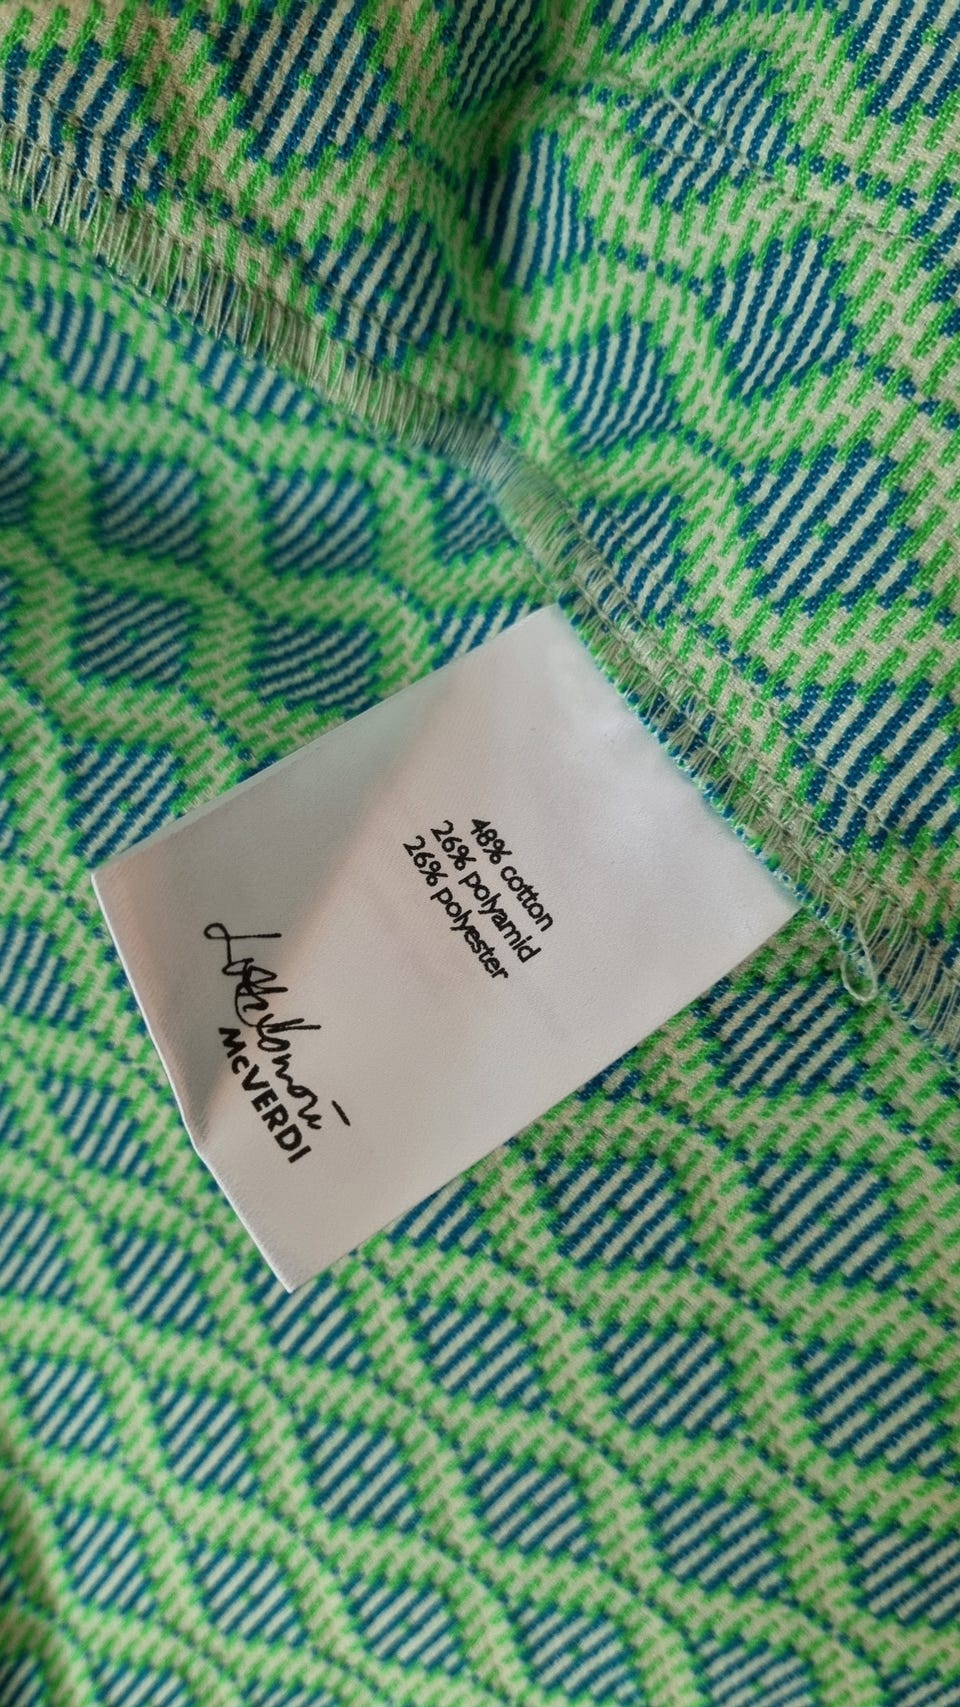 48% cotton
26% polyamid
26% polyester
McVERDI